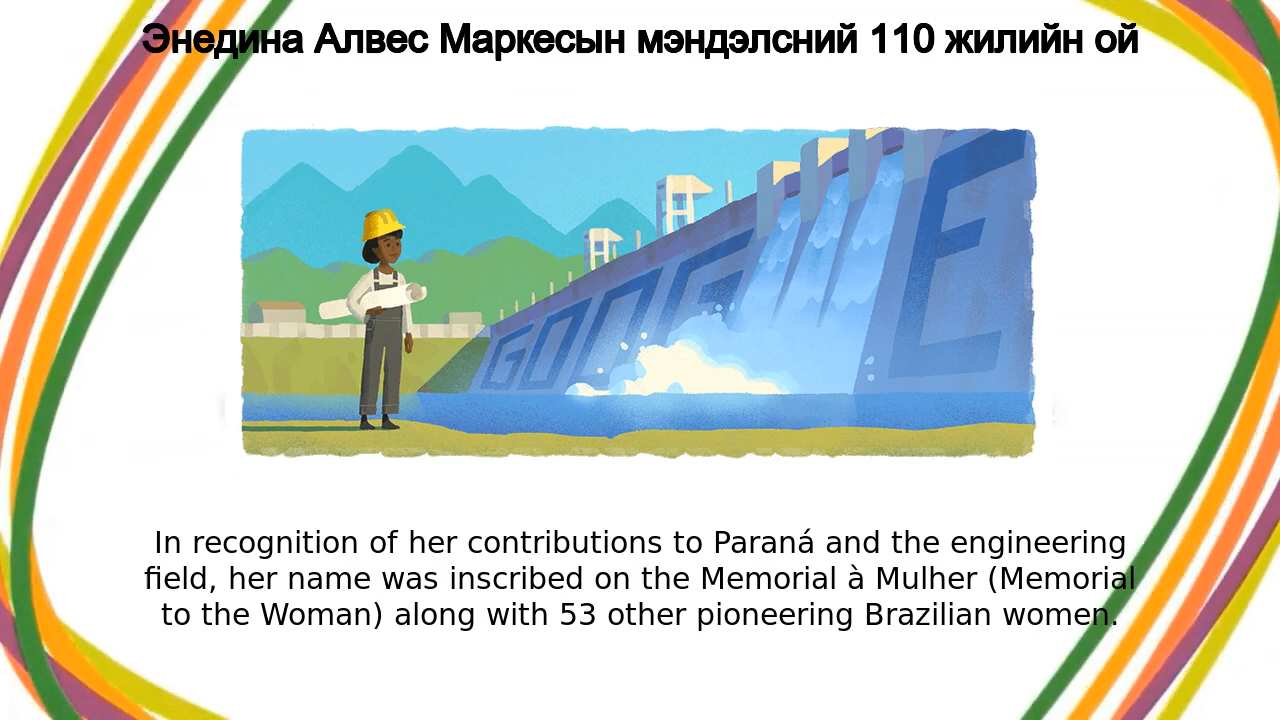 Энедина Алвес Маркесын мэндэлсний 110 жилийн ой
GOOGLE
In recognition of her contributions to Paraná and the engineering
field, her name was inscribed on the Memorial à Mulher (Memorial
to the Woman) along with 53 other pioneering Brazilian women.